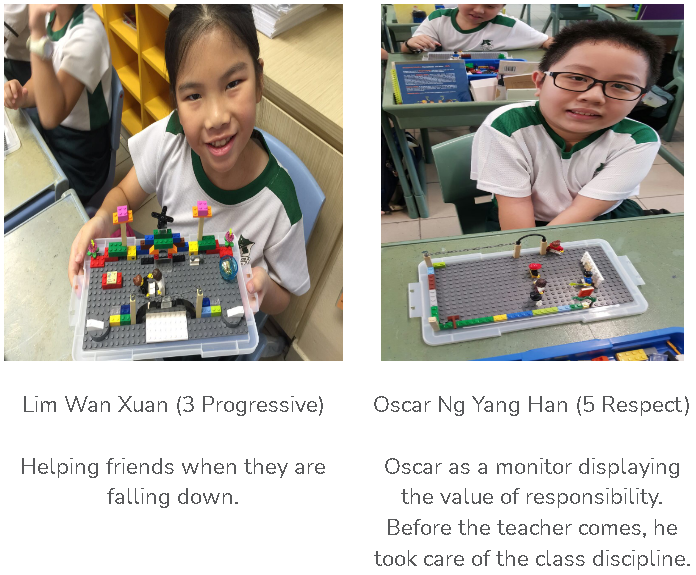 Lim Wan Xuan (3 Progressive)
Helping friends when they are
falling down.
Oscar Ng Yang Han (5 Respect)
Oscar as a monitor displaying
the value of responsibility.
Before the teacher comes, he
took care of the class discipline.